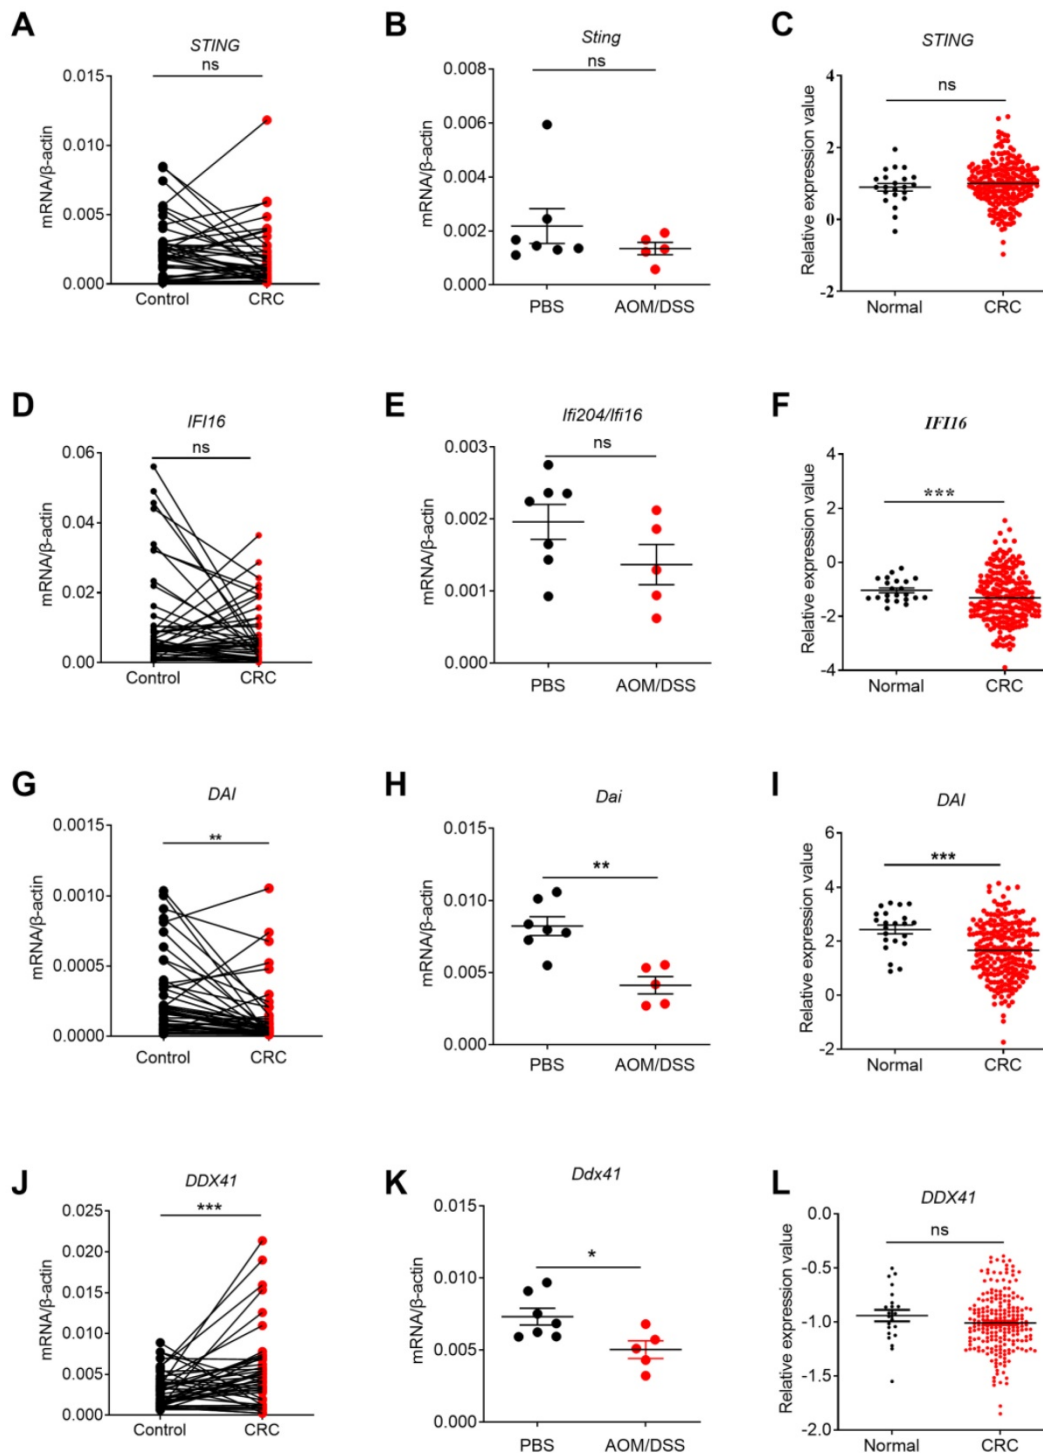 A
STING
ns
mRNA/β-actin
0.015
0.010
0.005
0.000
Control
CRC
B
Sting
ns
mRNA/β-actin
0.008
0.006
0.004
0.002
0.000
PBS
AOM/DSS
C
STING
ns
Relative expression value
4
2
0
-2
Normal
CRC
D
IFI16
ns
mRNA/β-actin
0.06
0.04
0.02
0.00
Control
CRC
E
Ifi204/Ifi16
ns
mRNA/β-actin
0.003
0.002
0.001
0.000
PBS
AOM/DSS
F
IFI16
***
Relative expression value
4
2
0
-2
-4
Normal
CRC
G
DAI
**
mRNA/β-actin
0.0015
0.0010
0.0005
0.0000
Control
CRC
H
Dai
**
mRNA/β-actin
0.015
0.010
0.005
0.000
PBS
AOM/DSS
I
DAI
***
Relative expression value
6
4
2
0
-2
Normal
CRC
J
DDX41
***
mRNA/β-actin
0.025
0.020
0.015
0.010
0.005
0.000
Control
CRC
K
Ddx41
*
mRNA/β-actin
0.015
0.010
0.005
0.000
PBS
AOM/DSS
L
DDX41
ns
Relative expression value
0.0
-0.5
-1.0
-1.5
-2.0
Normal
CRC